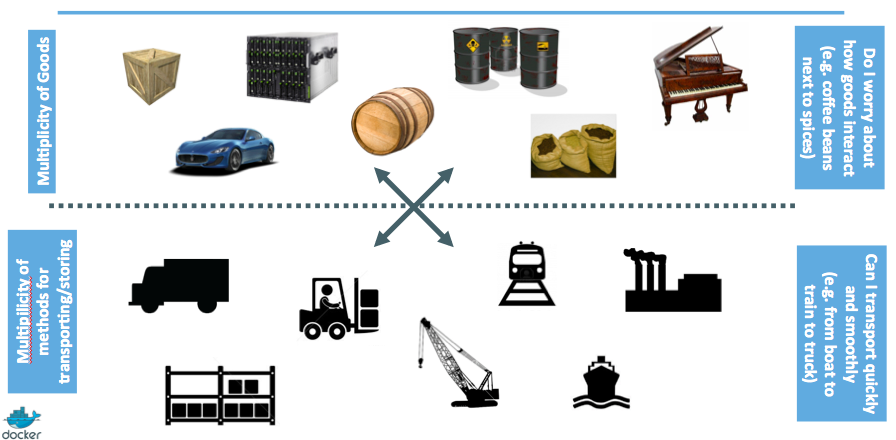 Multiplicity of Goods
Do I worry about
how goods interact
(e.g. coffee beans
next to spices)
Multipilicity of
methods for
transporting/storing
Can I transport quickly
and smoothly
(e.g. from boat to
train to truck)
docker